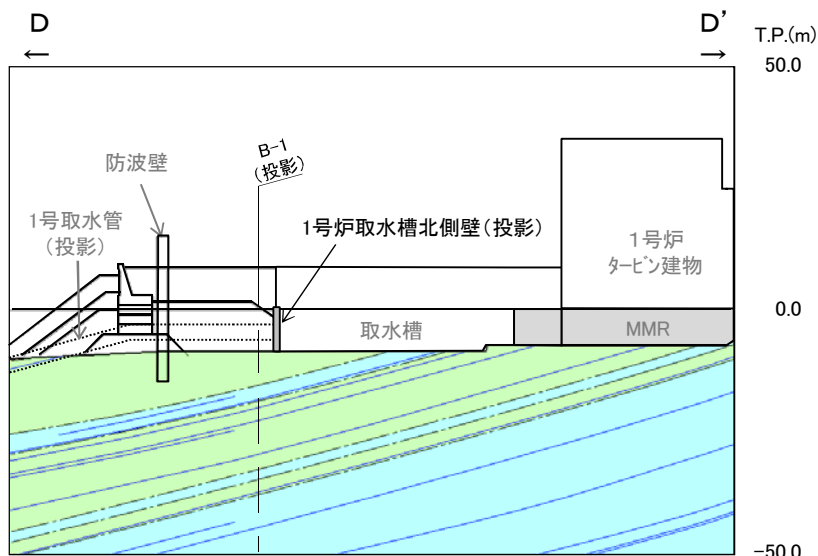 D
D’
←
→
T.P.(m)
50.0
防波壁
B-1
(投影)
1号取水管
(投影)
1号炉取水槽北側壁(投影)
1号炉
タービン建物
0.0
取水槽
MMR
-50.0